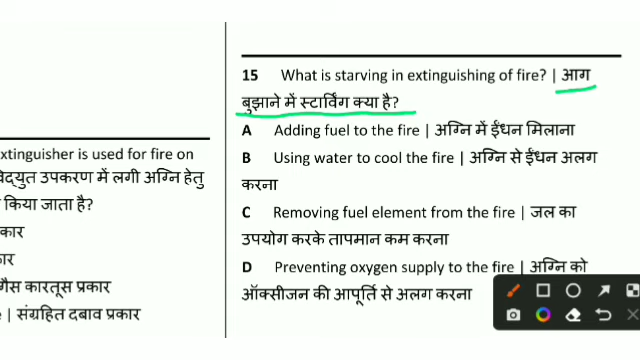 xtinguisher is used for fire on
विद्युत उपकरण में लगी अग्नि हेतु
किया जाता है?
कार
ार
गैस कारतूस प्रकार
e | संग्रहित दबाव प्रकार
15 What is starving in extinguishing of fire? | आग
बुझाने में स्टार्विंग क्या है?
A Adding fuel to the fire | अग्नि में ईंधन मिलाना
B Using water to cool the fire | अग्नि से ईंधन अलग
करना
C Removing fuel element from the fire | जल का
उपयोग करके तापमान कम करना
D Preventing oxygen supply to the fire | अग्नि को
ऑक्सीजन की आपूर्ति से अलग करना